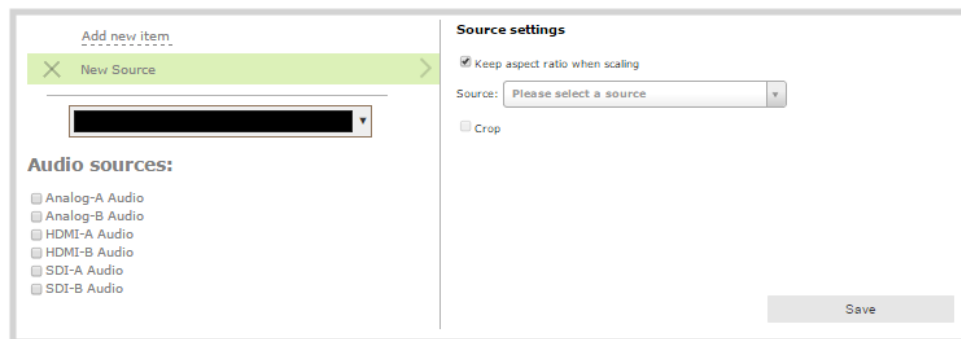 Add new item
New Source
Audio sources:
Analog-A Audio
Analog-B Audio
HDMI-A Audio
HDMI-B Audio
SDI-A Audio
SDI-B Audio
Source settings
Keep aspect ratio when scaling
Source: Please select a source
Crop
Save